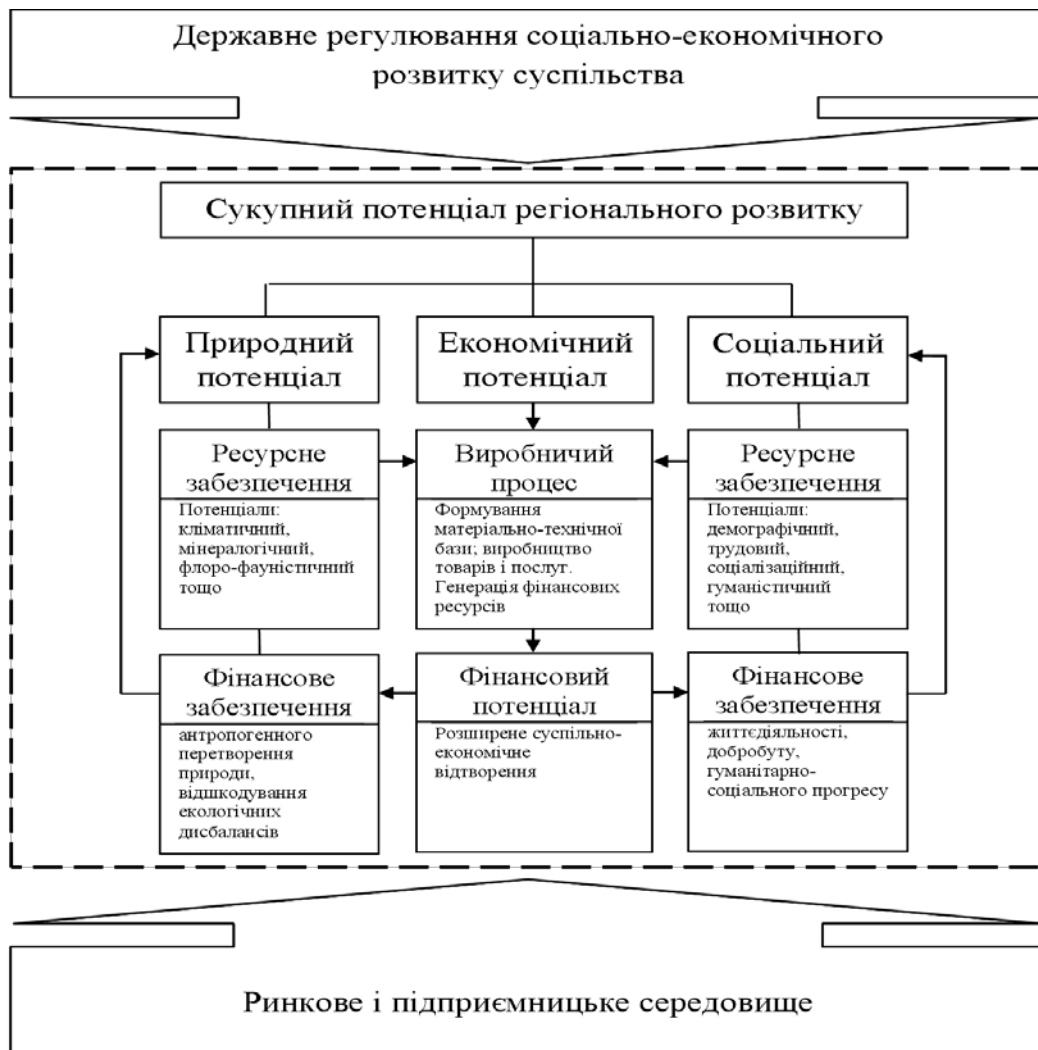 Державне регулювання соціально-економічного
розвитку суспільства
Сукупний потенціал регіонального розвитку
Природний
потенціал
Економічний
потенціал
Соціальний
потенціал
Ресурсне
забезпечення
Потенціали:
кліматичний,
мінералогічний,
флоро-фауністичний
тощо
Виробничий
процес
Формування
матеріально-технічної
бази; виробництво
товарів і послуг.
Генерація фінансових
ресурсів
Ресурсне
забезпечення
Потенціали:
демографічний,
трудовий,
соціалізаційний,
гуманістичний
тощо
Фінансове
забезпечення
антропогенного
перетворення
природи,
відшкодування
екологічних
дисбалансів
Фінансовий
потенціал
Розширене суспільно-
економічне
відтворення
Фінансове
забезпечення
життєдіяльності,
добробуту,
гуманітарно-
соціального прогресу
Ринкове і підприємницьке середовище